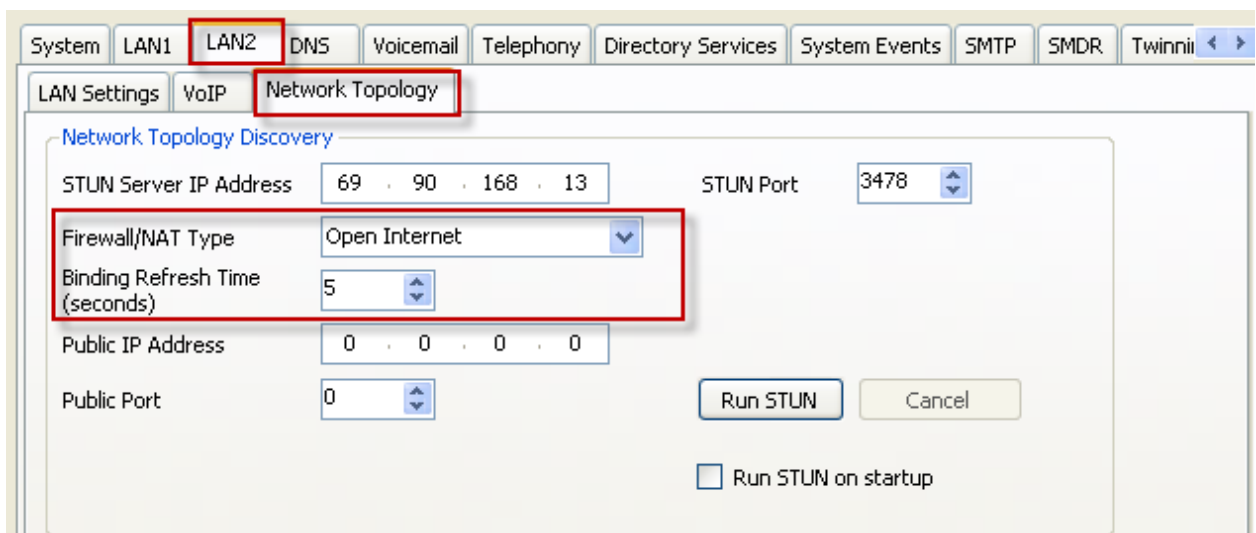 System LAN1 LAN2 DNS Voicemail Telephony Directory Services System Events SMTP SMDR
LAN Settings VoIP Network Topology
Network Topology Discovery
STUN Server IP Address 69 . 90 . 168 . 13 STUN Port 3478
Firewall/NAT Type Open Internet
Binding Refresh Time
(seconds) 5
Public IP Address 0 . 0 . 0 . 0
Public Port 0 Run STUN Cancel
Run STUN on startup